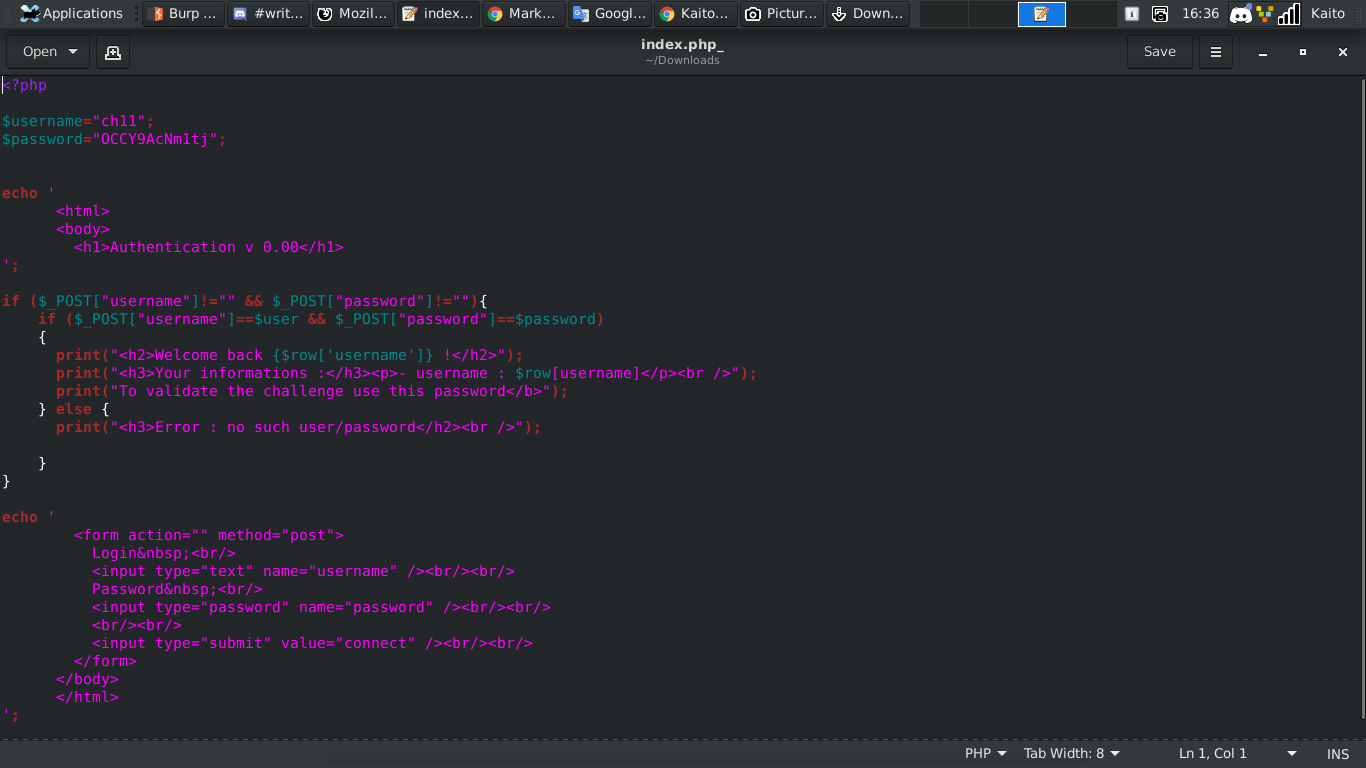 Applications Burp ... #writ... Mozil... index... Mark... Googl... Kaito... Pictur... Down... 16:36 Kaito
Open index.php_ Save
~/Downloads
<?php
$username="ch11";
$password="OCCY9AcNm1tj";
echo '
<html>
<body>
<h1>Authentication v 0.00</h1>
';
if ($_POST["username"]!="" && $_POST["password"]!=""){
if ($_POST["username"]==$user && $_POST["password"]==$password)
{
print("<h2>Welcome back {$row['username']} !</h2>");
print("<h3>Your informations :</h3><p>- username : $row[username]</p><br />");
print("To validate the challenge use this password</b>");
} else {
print("<h3>Error : no such user/password</h2><br />");
}
}
echo '
<form action="" method="post">
Login&nbsp;<br/>
<input type="text" name="username" /><br/><br/>
Password&nbsp;<br/>
<input type="password" name="password" /><br/><br/>
<br/><br/>
<input type="submit" value="connect" /><br/><br/>
</form>
</body>
</html>
';
PHP Tab Width: 8 Ln 1, Col 1 INS